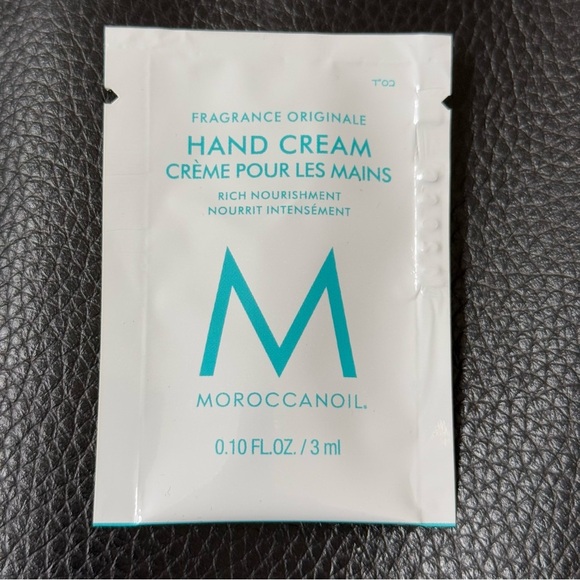 FRAGRANCE ORIGINALE
HAND CREAM
CRÈME POUR LES MAINS
RICH NOURISHMENT
NOURRIT INTENSÉMENT
M
MOROCCANOIL®
0.10 FL.OZ. / 3 ml